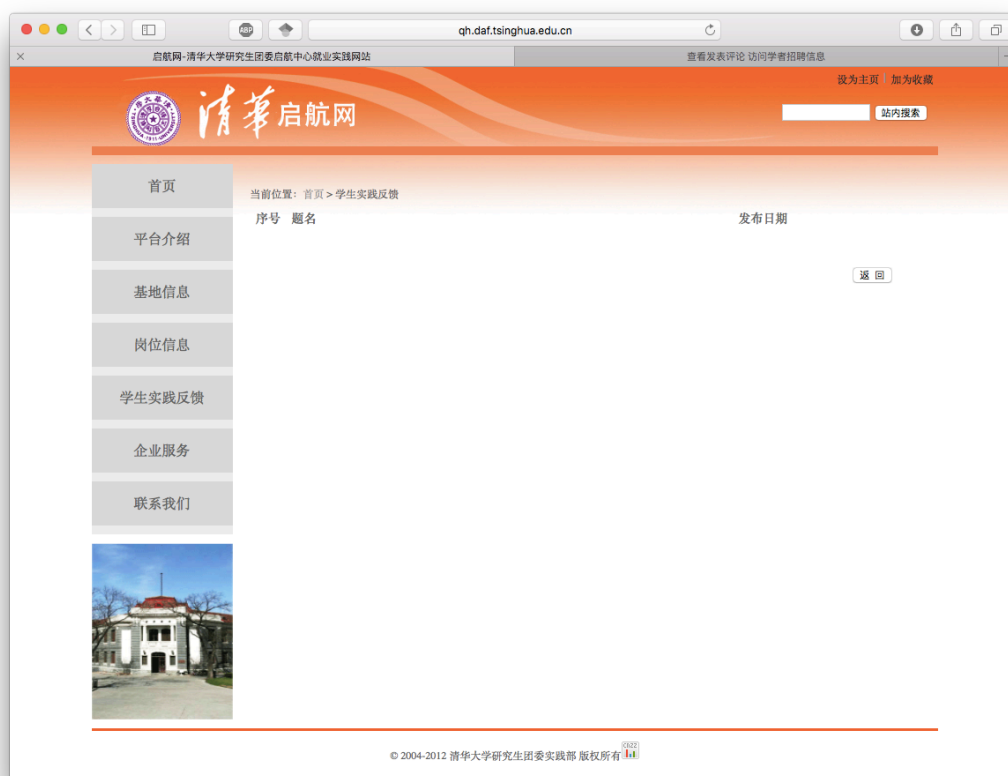 ABP
qh.daf.tsinghua.edu.cn
启航网-清华大学研究生团委启航中心就业实践网站
查看发表评论 访问学者招聘信息
设为主页 | 加为收藏
清華启航网
站内搜索
首页
当前位置：首页 > 学生实践反馈
序号 题名 发布日期
平台介绍
返 回
基地信息
岗位信息
学生实践反馈
企业服务
联系我们
© 2004-2012 清华大学研究生团委实践部 版权所有